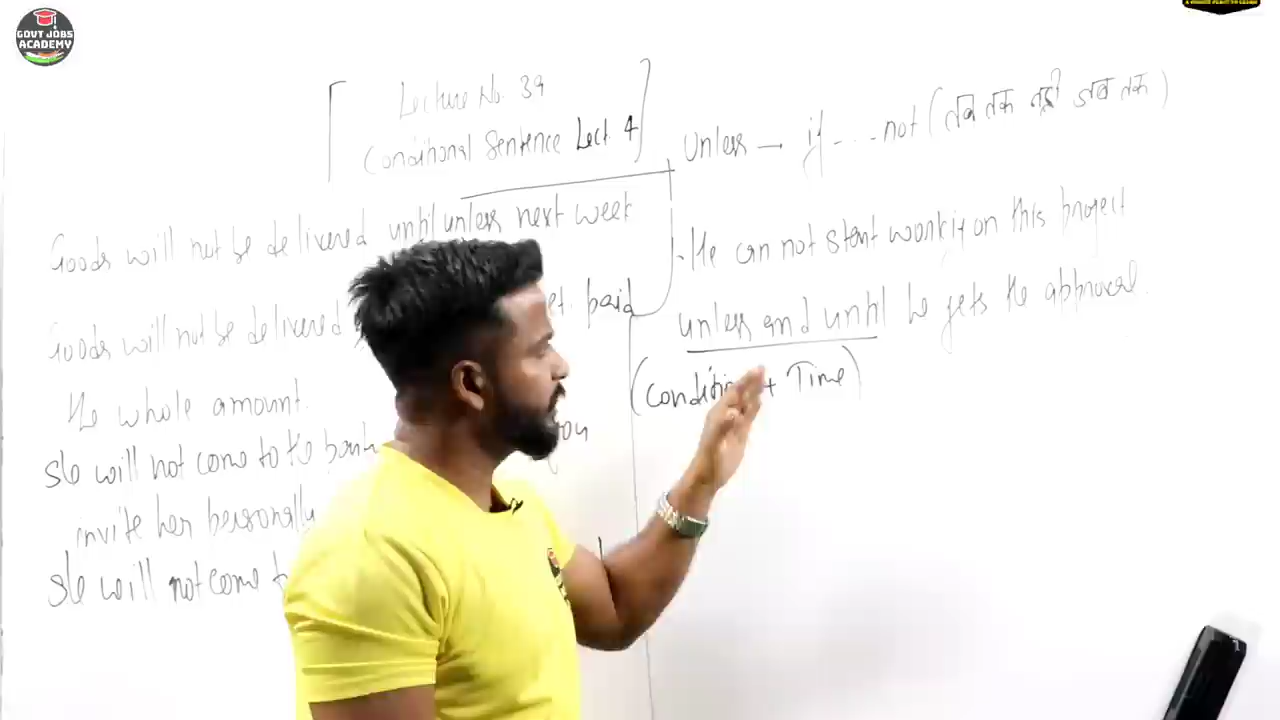 GOVT JOBS
ACADEMY
Lecture No. 39
Conditional Sentence Lect. 4
Goods will not be delivered until unless next week
Goods will not be delivered paid
the whole amount.
She will not come to the you
invite her personally
She will not come to
Unless → if ... not (तब तक नहीं जब तक)
He can not start working on this project
unless and until he gets the approval.
(Condition + Time)